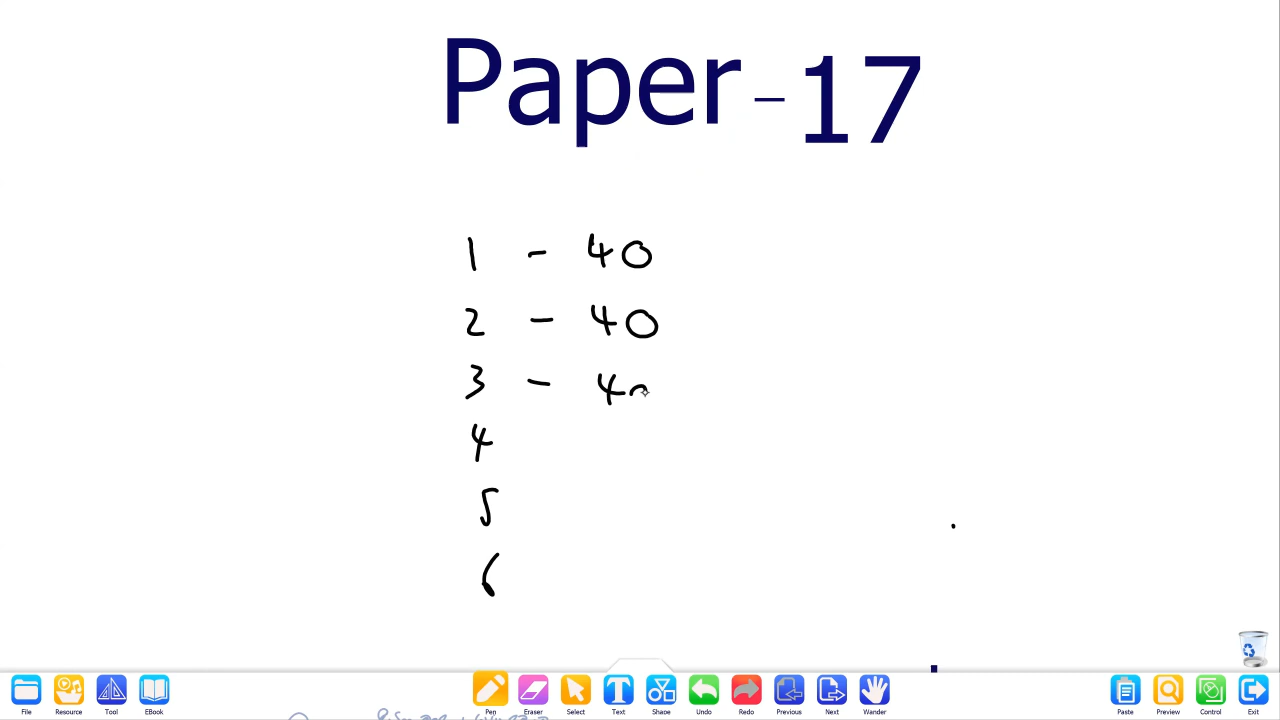 Paper-17
1 - 40
2 - 40
3 - 4
4
5
6
File Resource Tool EBook Pen Eraser Select Text Shape Undo Redo Previous Next Wander Paste Preview Control Exit